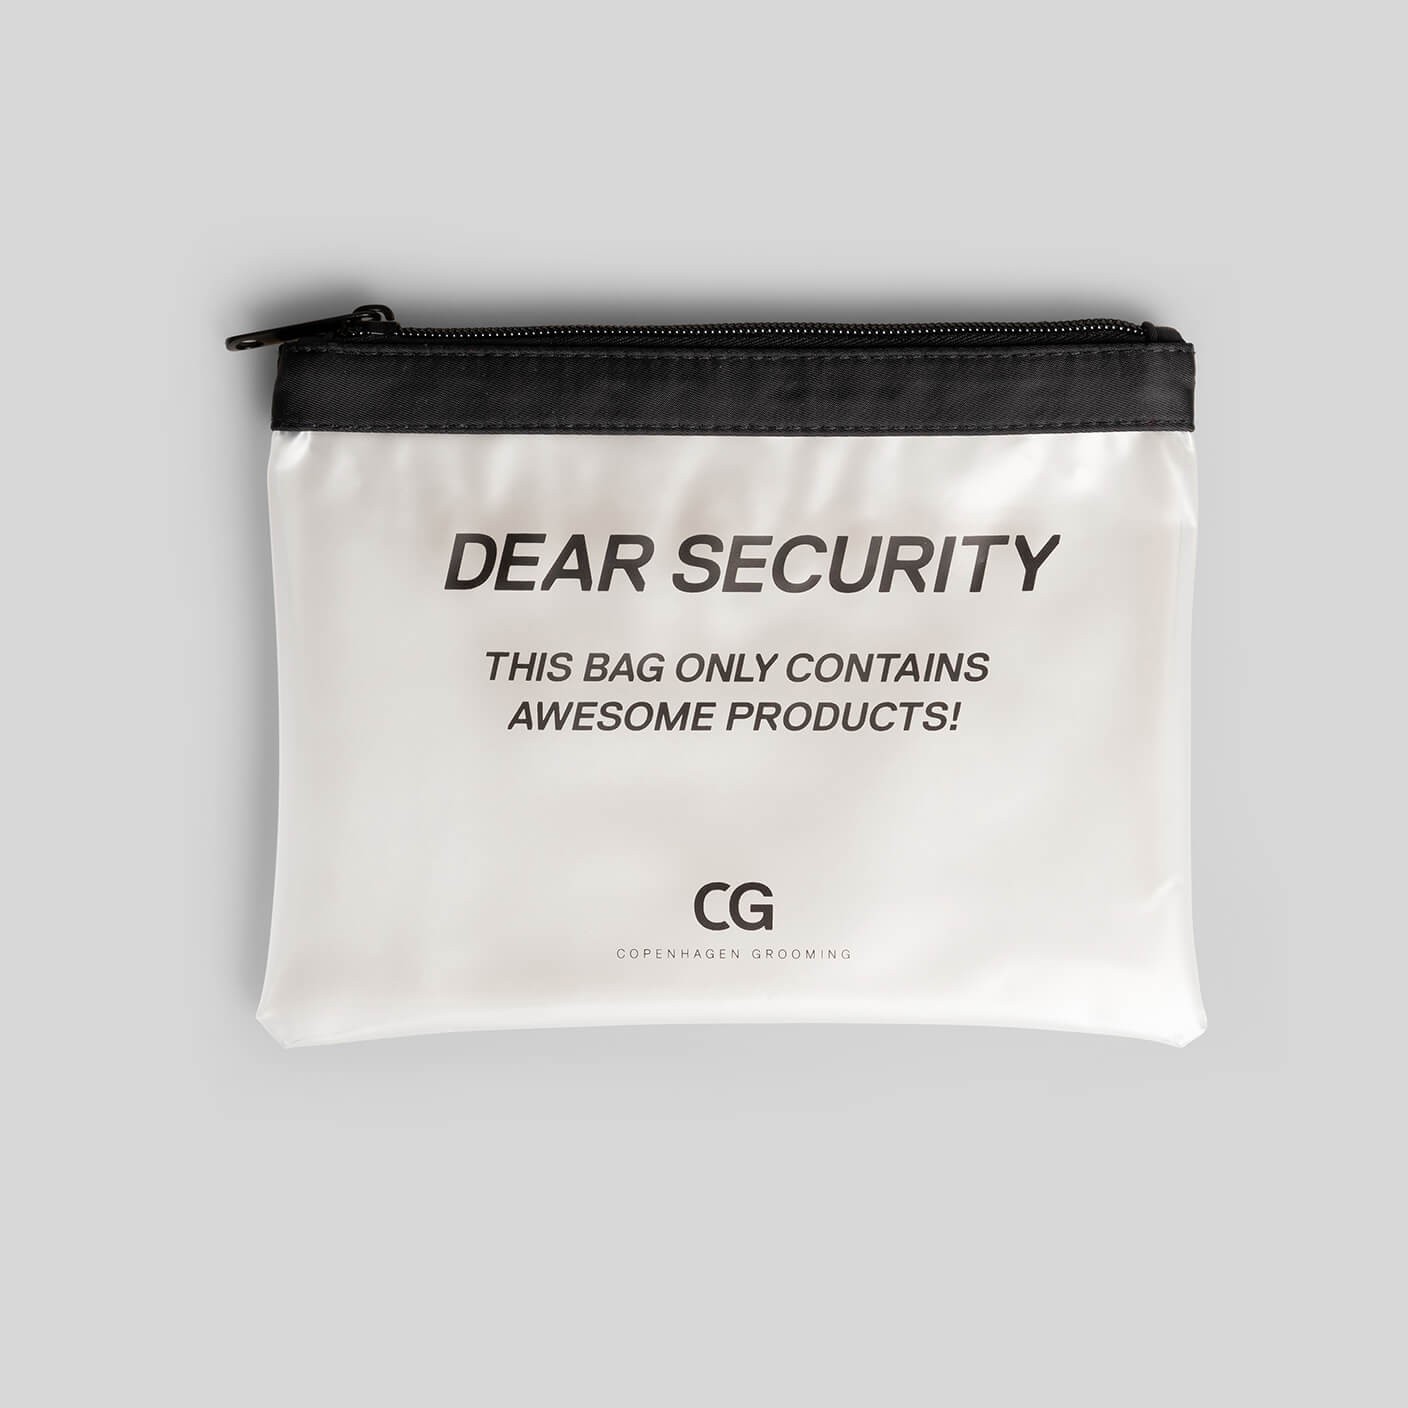 DEAR SECURITY
THIS BAG ONLY CONTAINS
AWESOME PRODUCTS!
CG
COPENHAGEN GROOMING